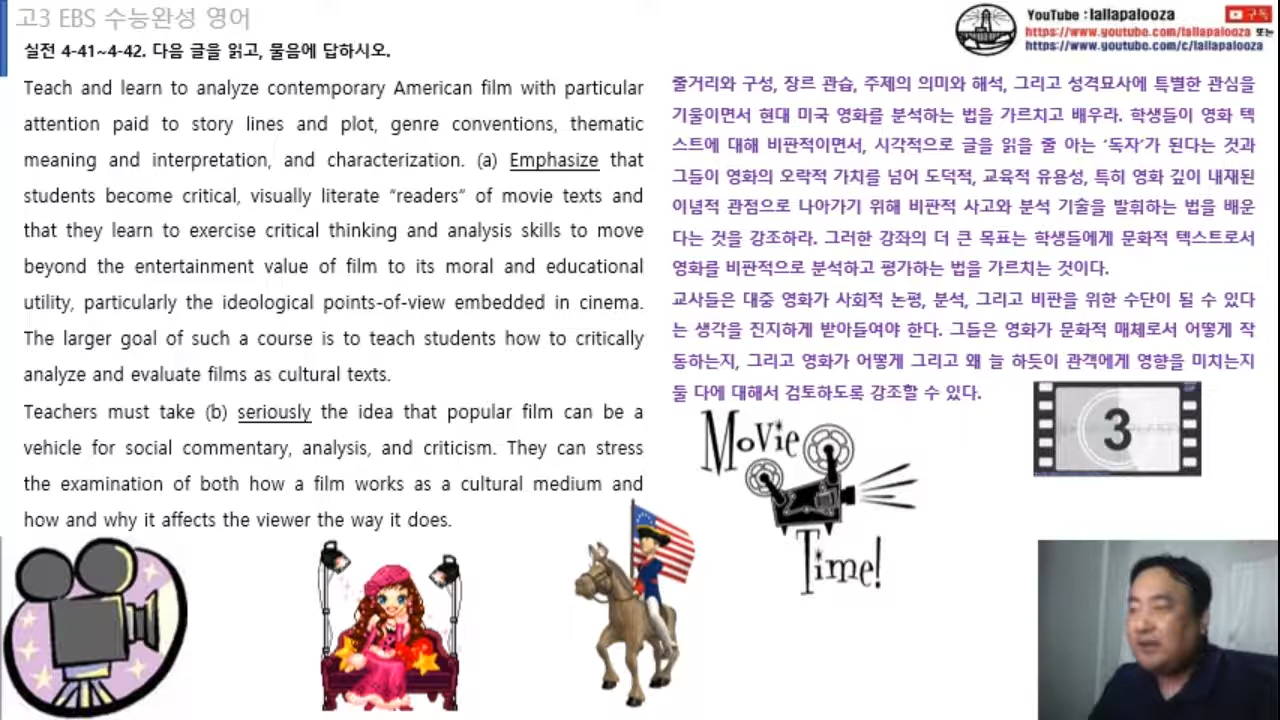 고3 EBS 수능완성 영어
YouTube : lallapalooza
구독
https://www.youtube.com/lallapalooza 또는
https://www.youtube.com/c/lallapalooza
실전 4-41~4-42. 다음 글을 읽고, 물음에 답하시오.
Teach and learn to analyze contemporary American film with particular
attention paid to story lines and plot, genre conventions, thematic
meaning and interpretation, and characterization. (a) Emphasize that
students become critical, visually literate “readers” of movie texts and
that they learn to exercise critical thinking and analysis skills to move
beyond the entertainment value of film to its moral and educational
utility, particularly the ideological points-of-view embedded in cinema.
The larger goal of such a course is to teach students how to critically
analyze and evaluate films as cultural texts.
Teachers must take (b) seriously the idea that popular film can be a
vehicle for social commentary, analysis, and criticism. They can stress
the examination of both how a film works as a cultural medium and
how and why it affects the viewer the way it does.
줄거리와 구성, 장르 관습, 주제의 의미와 해석, 그리고 성격묘사에 특별한 관심을
기울이면서 현대 미국 영화를 분석하는 법을 가르치고 배우라. 학생들이 영화 텍
스트에 대해 비판적이면서, 시각적으로 글을 읽을 줄 아는 ‘독자’가 된다는 것과
그들이 영화의 오락적 가치를 넘어 도덕적, 교육적 유용성, 특히 영화 깊이 내재된
이념적 관점으로 나아가기 위해 비판적 사고와 분석 기술을 발휘하는 법을 배운
다는 것을 강조하라. 그러한 강좌의 더 큰 목표는 학생들에게 문화적 텍스트로서
영화를 비판적으로 분석하고 평가하는 법을 가르치는 것이다.
교사들은 대중 영화가 사회적 논평, 분석, 그리고 비판을 위한 수단이 될 수 있다
는 생각을 진지하게 받아들여야 한다. 그들은 영화가 문화적 매체로서 어떻게 작
동하는지, 그리고 영화가 어떻게 그리고 왜 늘 하듯이 관객에게 영향을 미치는지
둘 다에 대해서 검토하도록 강조할 수 있다.
Movie
Time!
3